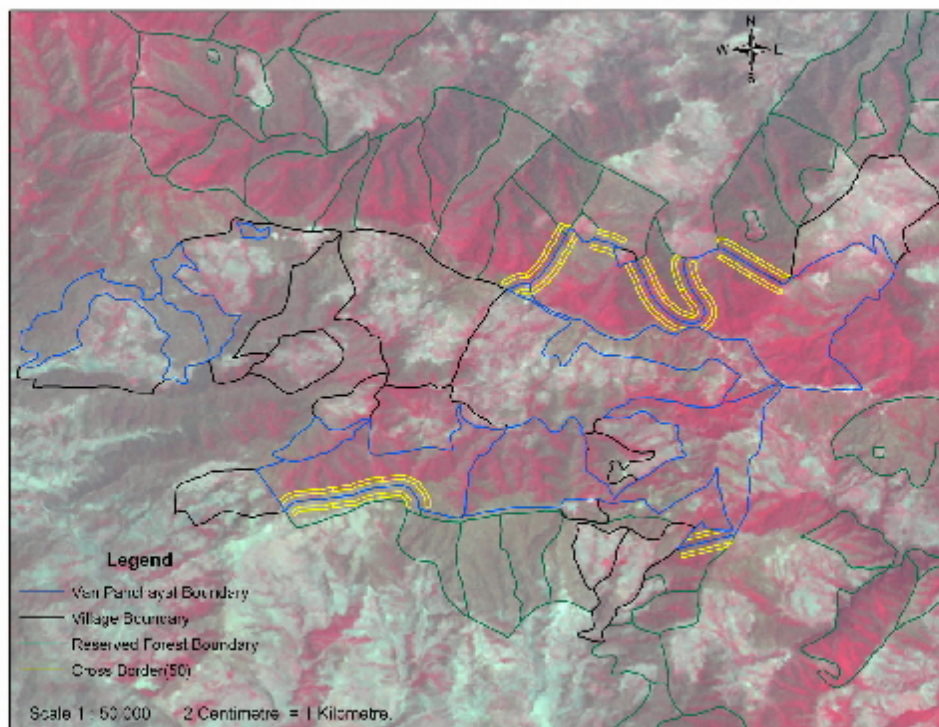 N
W E
S
Legend
Van Panchayat Boundary
Village Boundary
Reserved Forest Boundary
Cross Border(50)
Scale 1 : 50,000 2 Centimetre = 1 Kilometre.